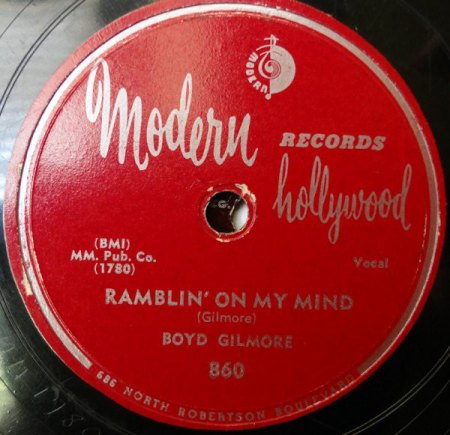 MODERN
Modern
RECORDS
hollywood
(BMI)
MM. Pub. Co.
(1780)
Vocal
RAMBLIN' ON MY MIND
(Gilmore)
BOYD GILMORE
860
686 NORTH ROBERTSON BOULEVARD